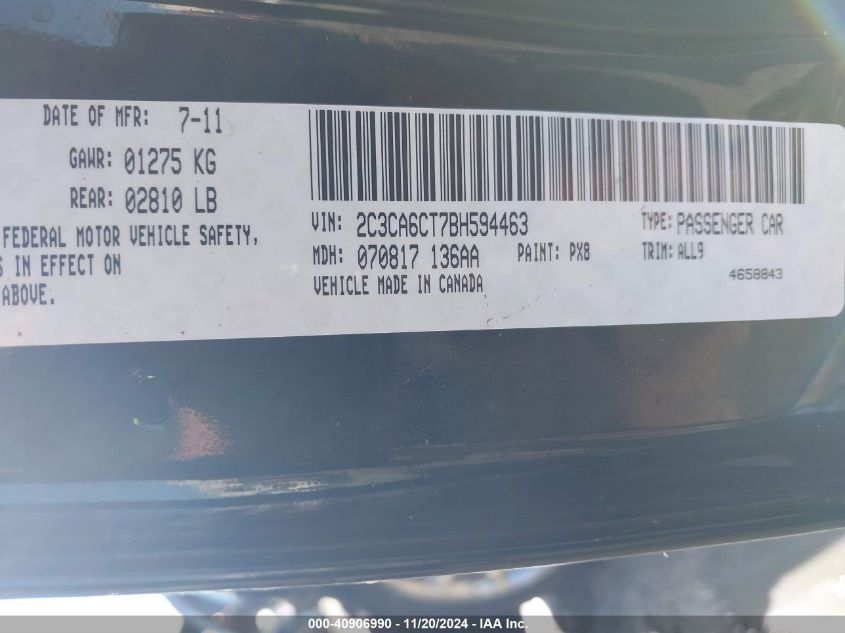 DATE OF MFR: 7-11
GAWR: 01275 KG
REAR: 02810 LB
FEDERAL MOTOR VEHICLE SAFETY,
S IN EFFECT ON
ABOVE.
VIN: 2C3CA6CT7BH594463
TYPE: PASSENGER CAR
MDH: 070817 136AA
PAINT: PX8
TRIM: ALL9
VEHICLE MADE IN CANADA
4658843
000-40906990 - 11/20/2024 - IAA Inc.